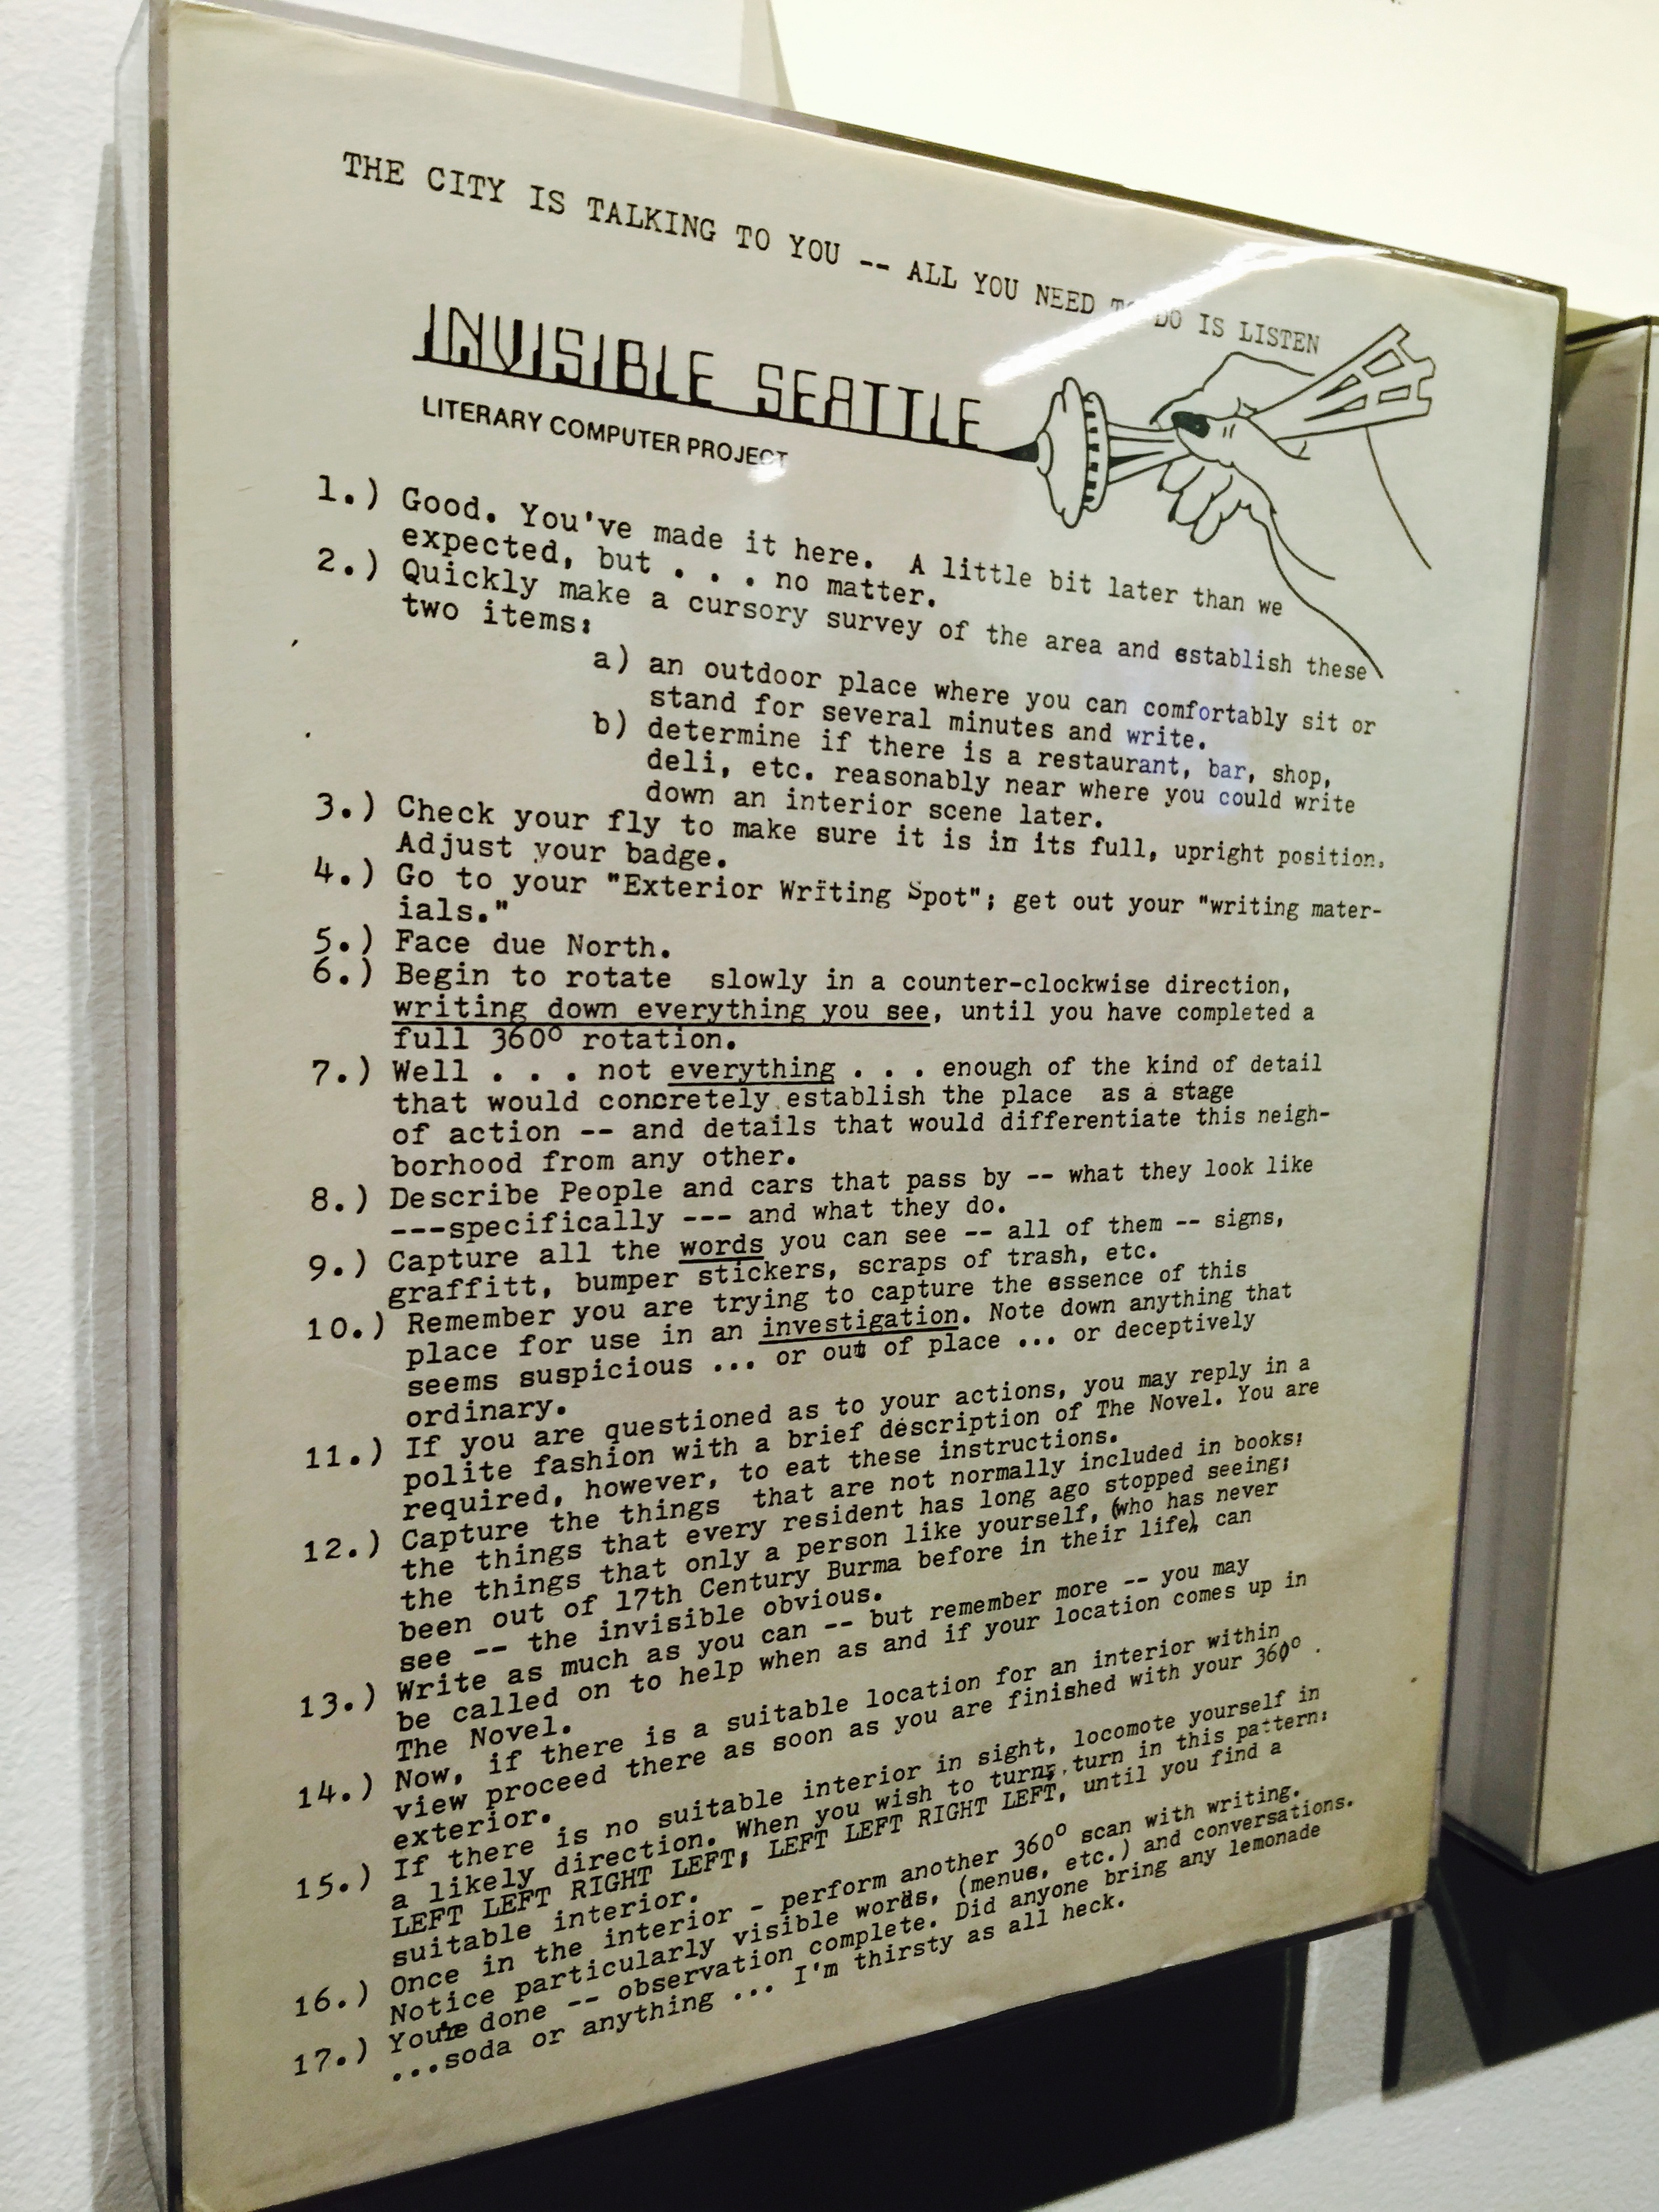 THE CITY IS TALKING TO YOU -- ALL YOU NEED TO DO IS LISTEN
INVISIBLE SEATTLE
LITERARY COMPUTER PROJECT
1.) Good. You've made it here. A little bit later than we
expected, but . . . no matter.
2.) Quickly make a cursory survey of the area and establish these
two items:
a) an outdoor place where you can comfortably sit or
stand for several minutes and write.
b) determine if there is a restaurant, bar, shop,
deli, etc. reasonably near where you could write
down an interior scene later.
3.) Check your fly to make sure it is in its full, upright position.
Adjust your badge.
4.) Go to your "Exterior Writing Spot"; get out your "writing mater-
ials."
5.) Face due North.
6.) Begin to rotate slowly in a counter-clockwise direction,
writing down everything you see, until you have completed a
full 360° rotation.
7.) Well . . . not everything . . . enough of the kind of detail
that would concretely establish the place as a stage
of action -- and details that would differentiate this neigh-
borhood from any other.
8.) Describe People and cars that pass by -- what they look like
---specifically --- and what they do.
9.) Capture all the words you can see -- all of them -- signs,
graffitt, bumper stickers, scraps of trash, etc.
10.) Remember you are trying to capture the essence of this
place for use in an investigation. Note down anything that
seems suspicious ... or out of place ... or deceptively
ordinary.
11.) If you are questioned as to your actions, you may reply in a
polite fashion with a brief description of The Novel. You are
required, however, to eat these instructions.
12.) Capture the things that are not normally included in books;
the things that every resident has long ago stopped seeing;
the things that only a person like yourself, (who has never
been out of 17th Century Burma before in their life) can
see -- the invisible obvious.
13.) Write as much as you can -- but remember more -- you may
be called on to help when as and if your location comes up in
The Novel.
14.) Now, if there is a suitable location for an interior within
view proceed there as soon as you are finished with your 360°
exterior.
15.) If there is no suitable interior in sight, locomote yourself in
a likely direction. When you wish to turn, turn in this pattern:
LEFT LEFT RIGHT LEFT; LEFT LEFT RIGHT LEFT, until you find a
suitable interior.
16.) Once in the interior - perform another 360° scan with writing.
Notice particularly visible words, (menus, etc.) and conversations.
17.) You're done -- observation complete. Did anyone bring any lemonade
...soda or anything ... I'm thirsty as all heck.